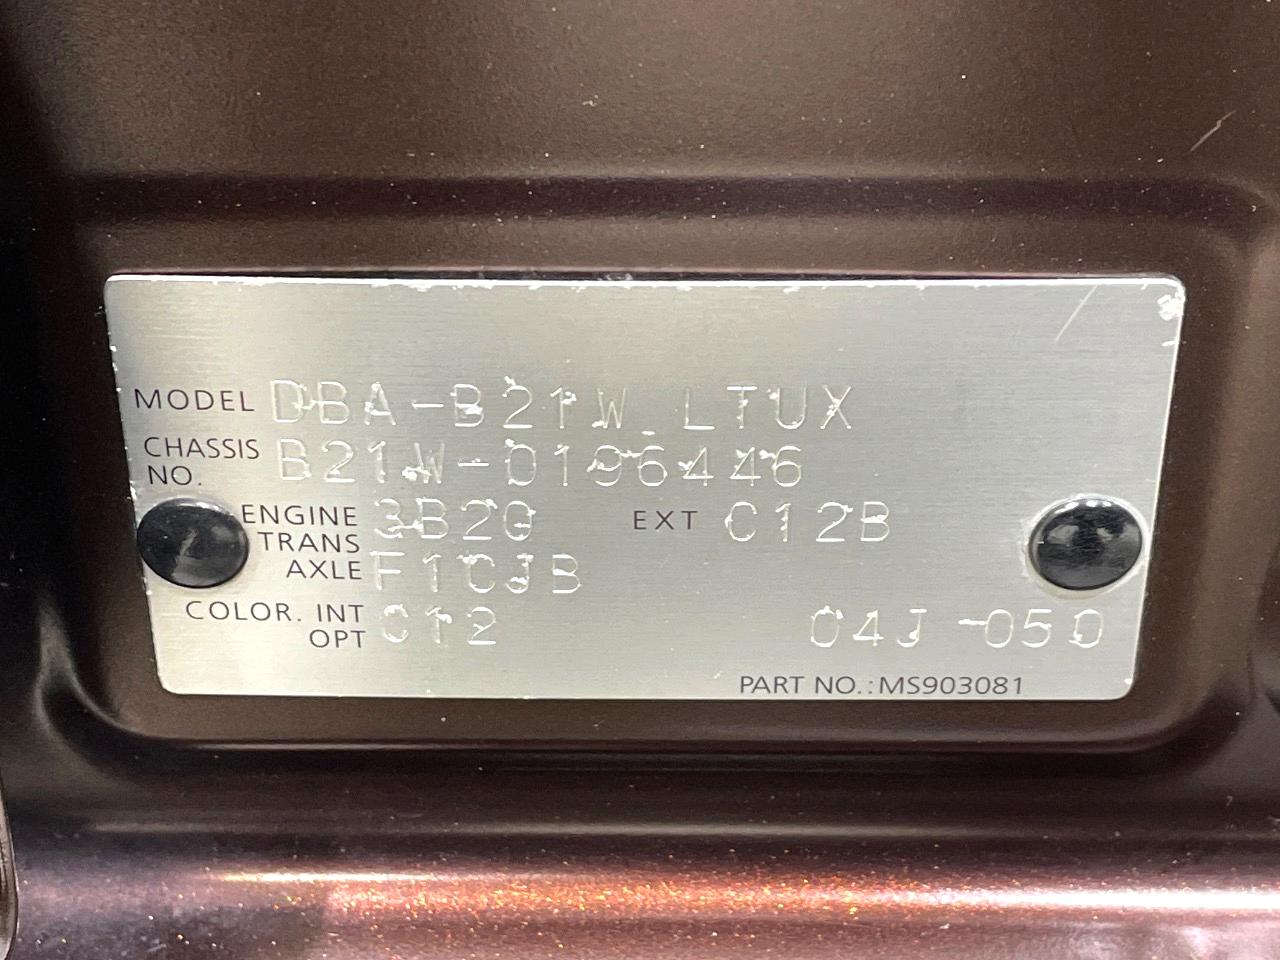 MODEL DBA-B21W LTUX
CHASSIS NO. B21W-0196446
ENGINE 3B20 EXT C12B
TRANS AXLE F1CJB
COLOR. INT OPT C12 04J -050
PART NO.:MS903081